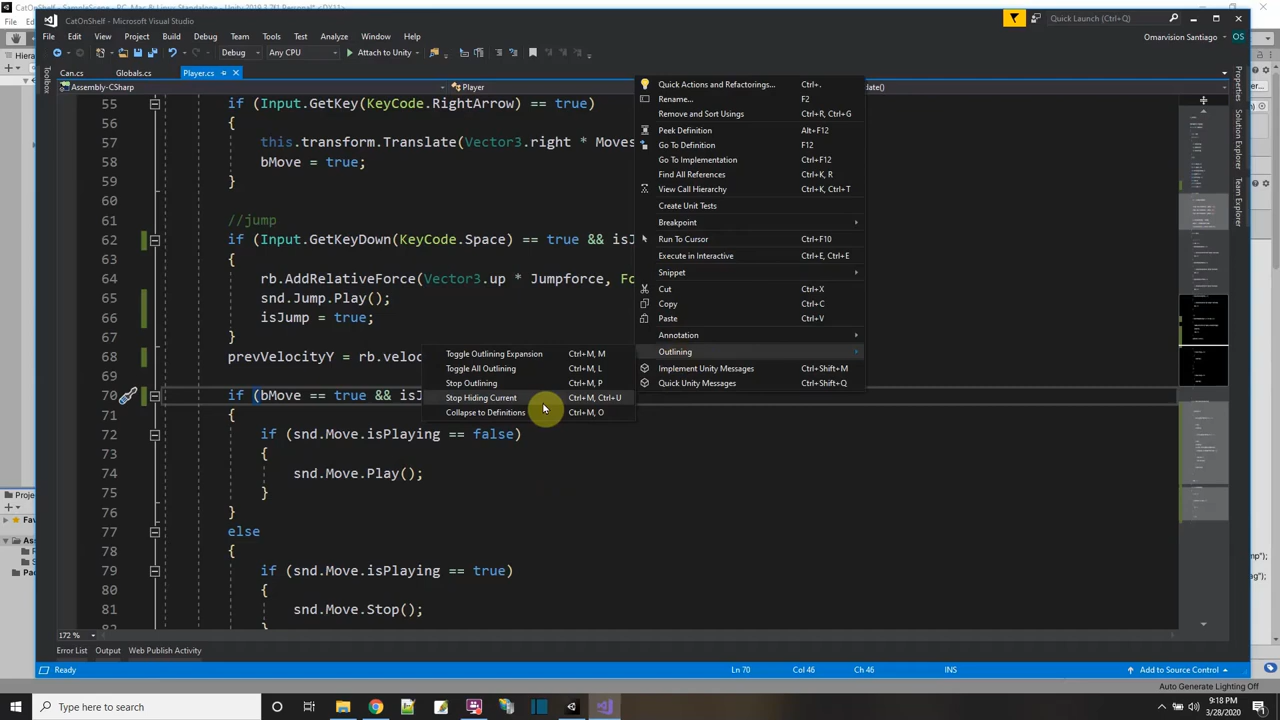 CatOnShelf - Microsoft Visual Studio
Quick Launch (Ctrl+Q)
File Edit View Project Build Debug Team Tools Test Analyze Window Help
Omarvision Santiago OS
Debug Any CPU Attach to Unity
Can.cs Globals.cs Player.cs
Assembly-CSharp Player
Toolbox
Properties
Solution Explorer
Team Explorer
55 if (Input.GetKey(KeyCode.RightArrow) == true)
56 {
57 this.transform.Translate(Vector3.right * Moves
58 bMove = true;
59 }
60
61 //jump
62 if (Input.GetKeyDown(KeyCode.Space) == true && isJ
63 {
64 rb.AddRelativeForce(Vector3.up * Jumpforce, Fo
65 snd.Jump.Play();
66 isJump = true;
67 }
68 prevVelocityY = rb.veloc
69
70 if (bMove == true && isJ
71 {
72 if (snd.Move.isPlaying == false)
73 {
74 snd.Move.Play();
75 }
76 }
77 else
78 {
79 if (snd.Move.isPlaying == true)
80 {
81 snd.Move.Stop();
82 }
Quick Actions and Refactorings... Ctrl+.
Rename... F2
Remove and Sort Usings Ctrl+R, Ctrl+G
Peek Definition Alt+F12
Go To Definition F12
Go To Implementation Ctrl+F12
Find All References Ctrl+K, R
View Call Hierarchy Ctrl+K, Ctrl+T
Create Unit Tests
Breakpoint
Run To Cursor Ctrl+F10
Execute in Interactive Ctrl+E, Ctrl+E
Snippet
Cut Ctrl+X
Copy Ctrl+C
Paste Ctrl+V
Annotation
Outlining
Implement Unity Messages Ctrl+Shift+M
Quick Unity Messages Ctrl+Shift+Q
Toggle Outlining Expansion Ctrl+M, M
Toggle All Outlining Ctrl+M, L
Stop Outlining Ctrl+M, P
Stop Hiding Current Ctrl+M, Ctrl+U
Collapse to Definitions Ctrl+M, O
172 %
Error List Output Web Publish Activity
Ready Ln 70 Col 46 Ch 46 INS Add to Source Control
Auto Generate Lighting Off
Type here to search
9:18 PM
3/28/2020